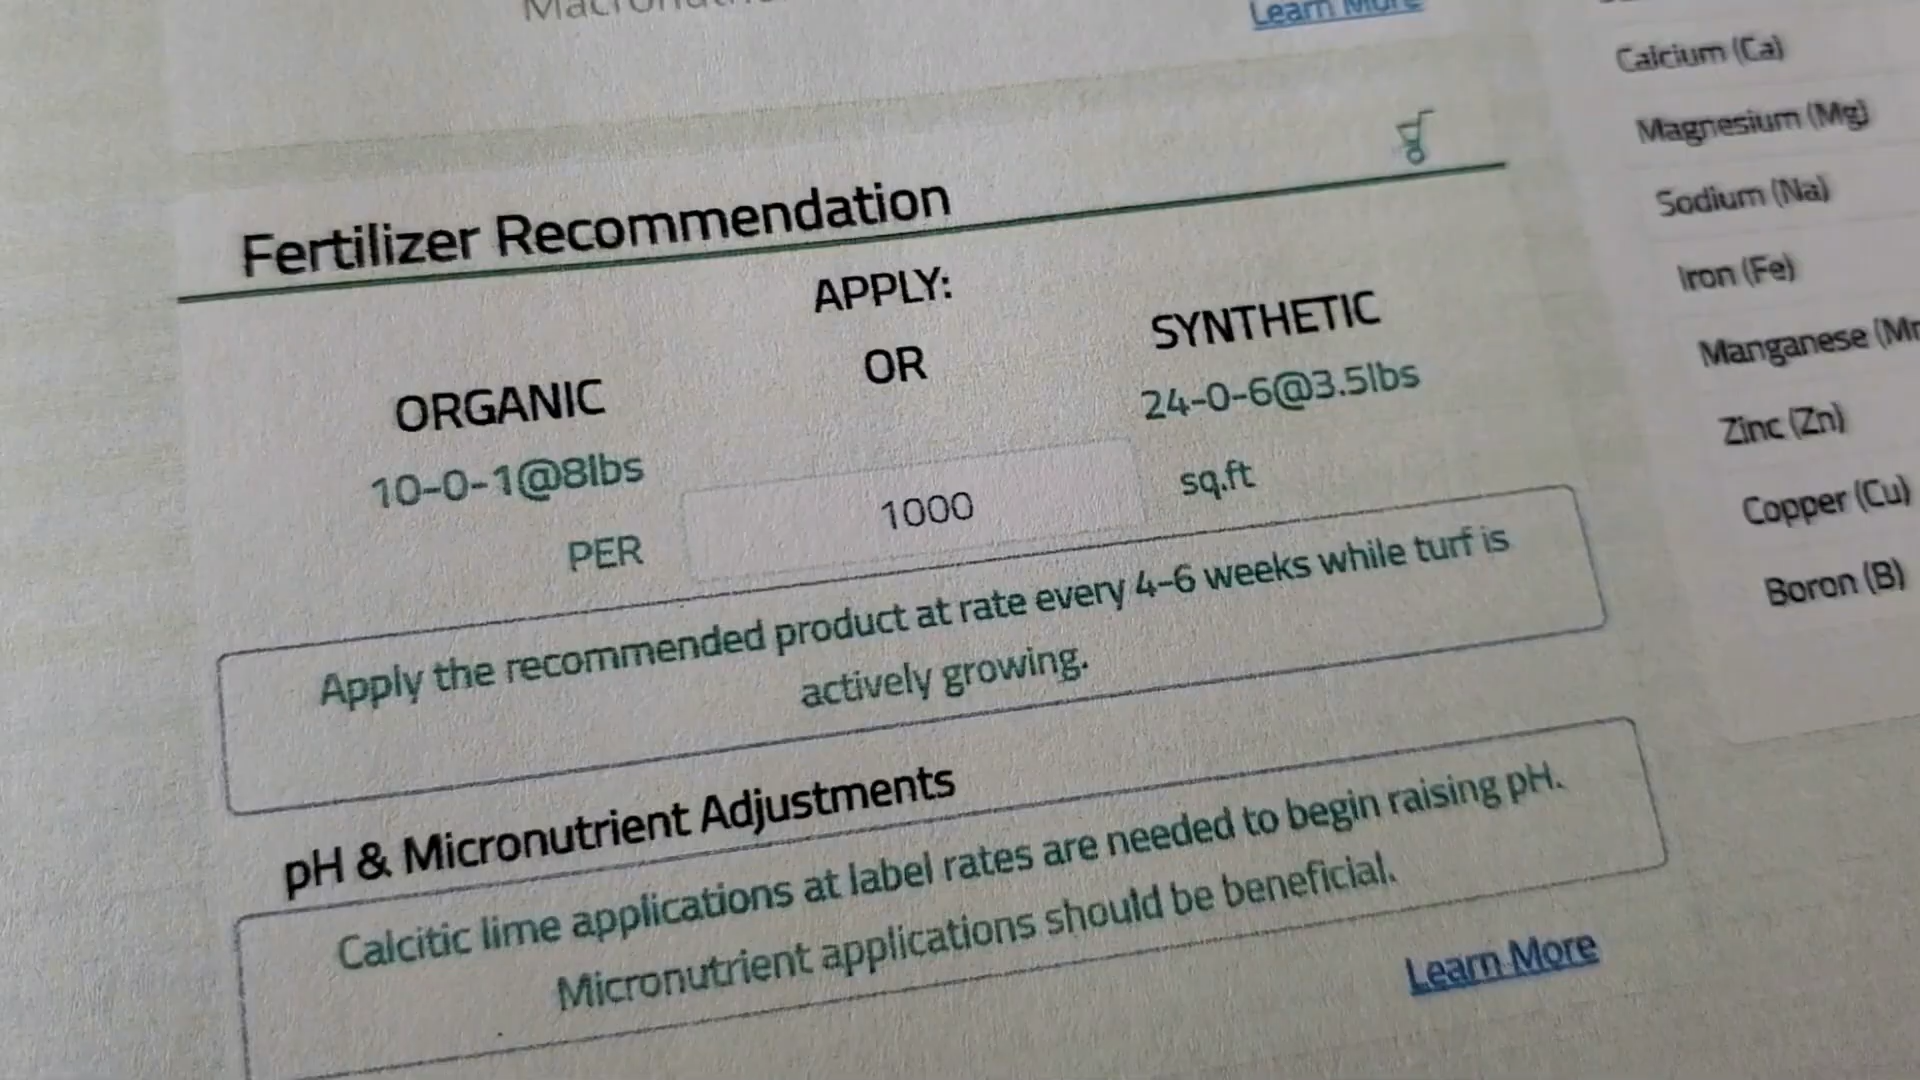 Learn More
Fertilizer Recommendation
APPLY:
ORGANIC
OR
SYNTHETIC
10-0-1@8lbs
24-0-6@3.5lbs
PER
1000
sq.ft
Apply the recommended product at rate every 4-6 weeks while turf is
actively growing.
pH & Micronutrient Adjustments
Calcitic lime applications at label rates are needed to begin raising pH.
Micronutrient applications should be beneficial.
Learn More
Calcium (Ca)
Magnesium (Mg)
Sodium (Na)
Iron (Fe)
Manganese (Mn
Zinc (Zn)
Copper (Cu)
Boron (B)